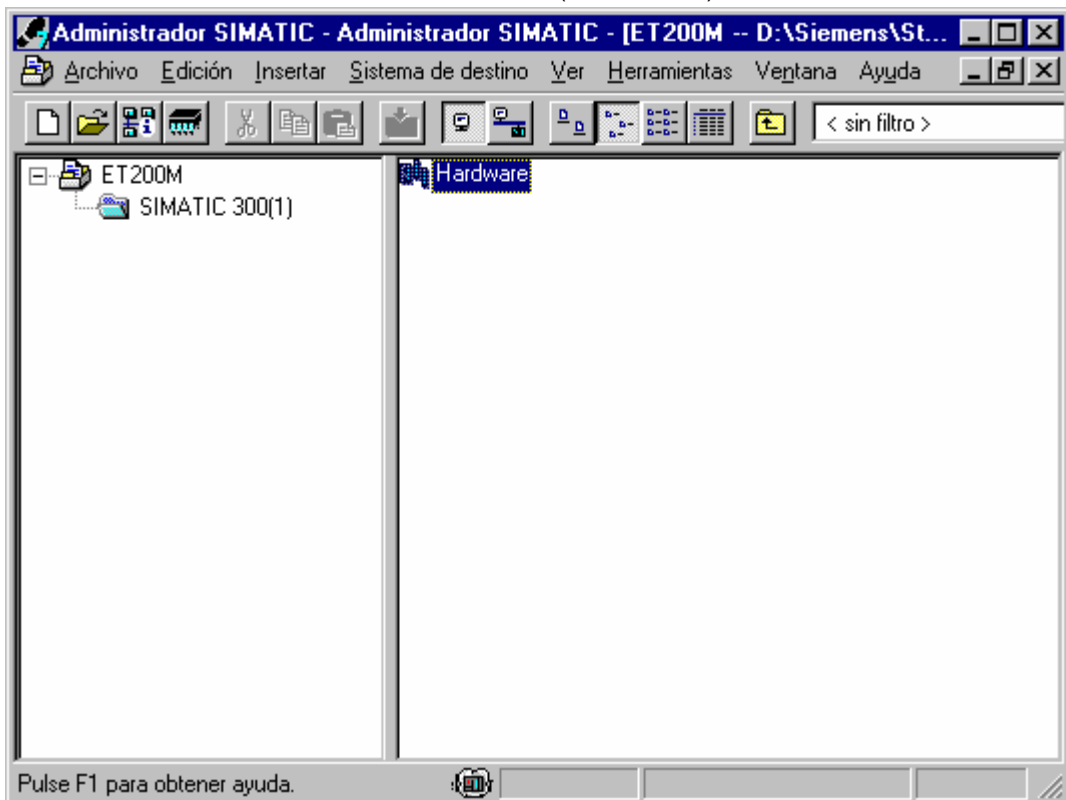 Administrador SIMATIC - Administrador SIMATIC - [ET200M -- D:\Siemens\St...
Archivo Edición Insertar Sistema de destino Ver Herramientas Ventana Ayuda
< sin filtro >
ET200M
SIMATIC 300(1)
Hardware
Pulse F1 para obtener ayuda.